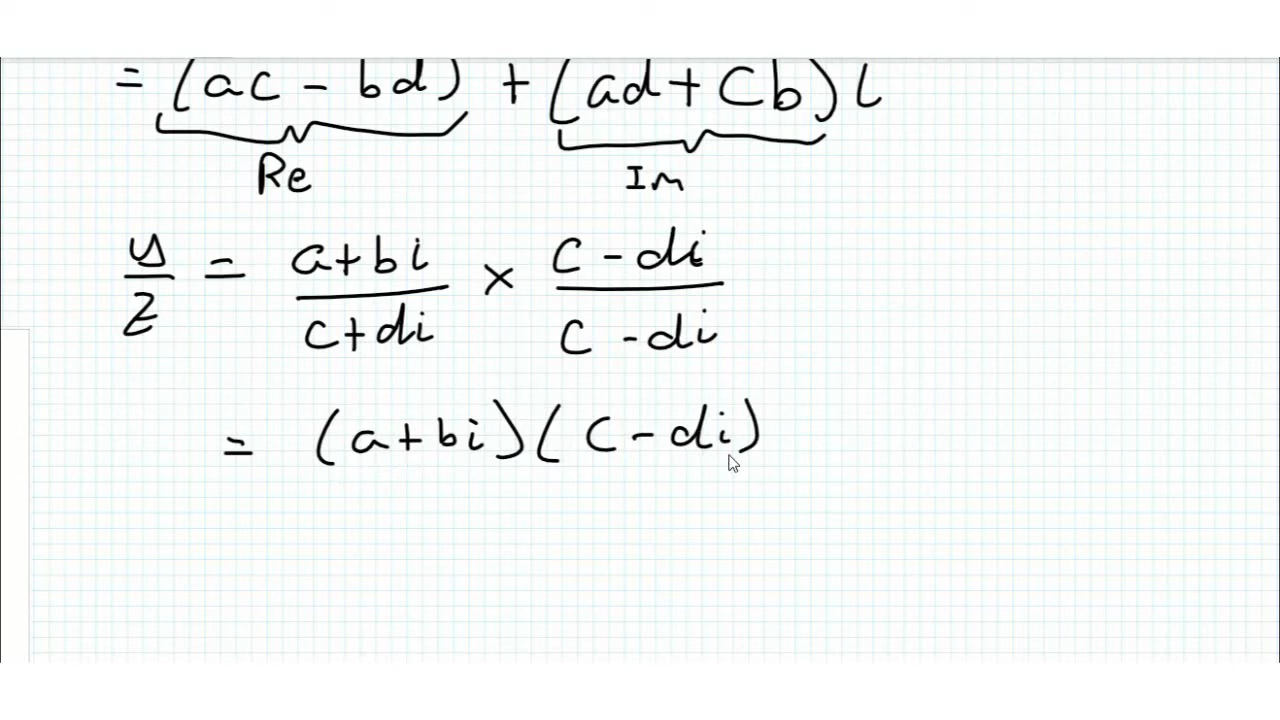 = (ac - bd) + (ad + cb)i
Re Im
y/z = a+bi/c+di × c-di/c-di
= (a+bi)(c-di)